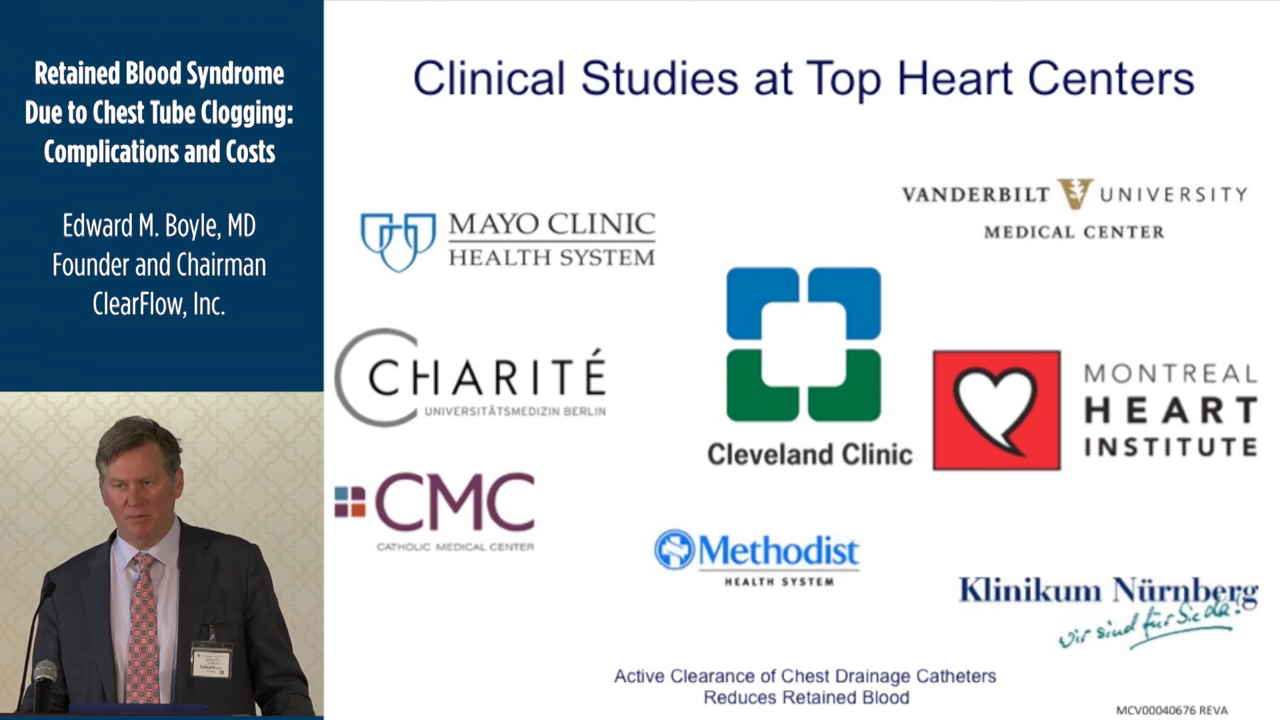 Retained Blood Syndrome
Due to Chest Tube Clogging:
Complications and Costs
Edward M. Boyle, MD
Founder and Chairman
ClearFlow, Inc.
Clinical Studies at Top Heart Centers
MAYO CLINIC
HEALTH SYSTEM
VANDERBILT UNIVERSITY
MEDICAL CENTER
CHARITÉ
UNIVERSITÄTSMEDIZIN BERLIN
Cleveland Clinic
MONTREAL
HEART
INSTITUTE
CMC
CATHOLIC MEDICAL CENTER
Methodist
HEALTH SYSTEM
Klinikum Nürnberg
Wir sind für Sie da!
Active Clearance of Chest Drainage Catheters
Reduces Retained Blood
MCV00040676 REVA